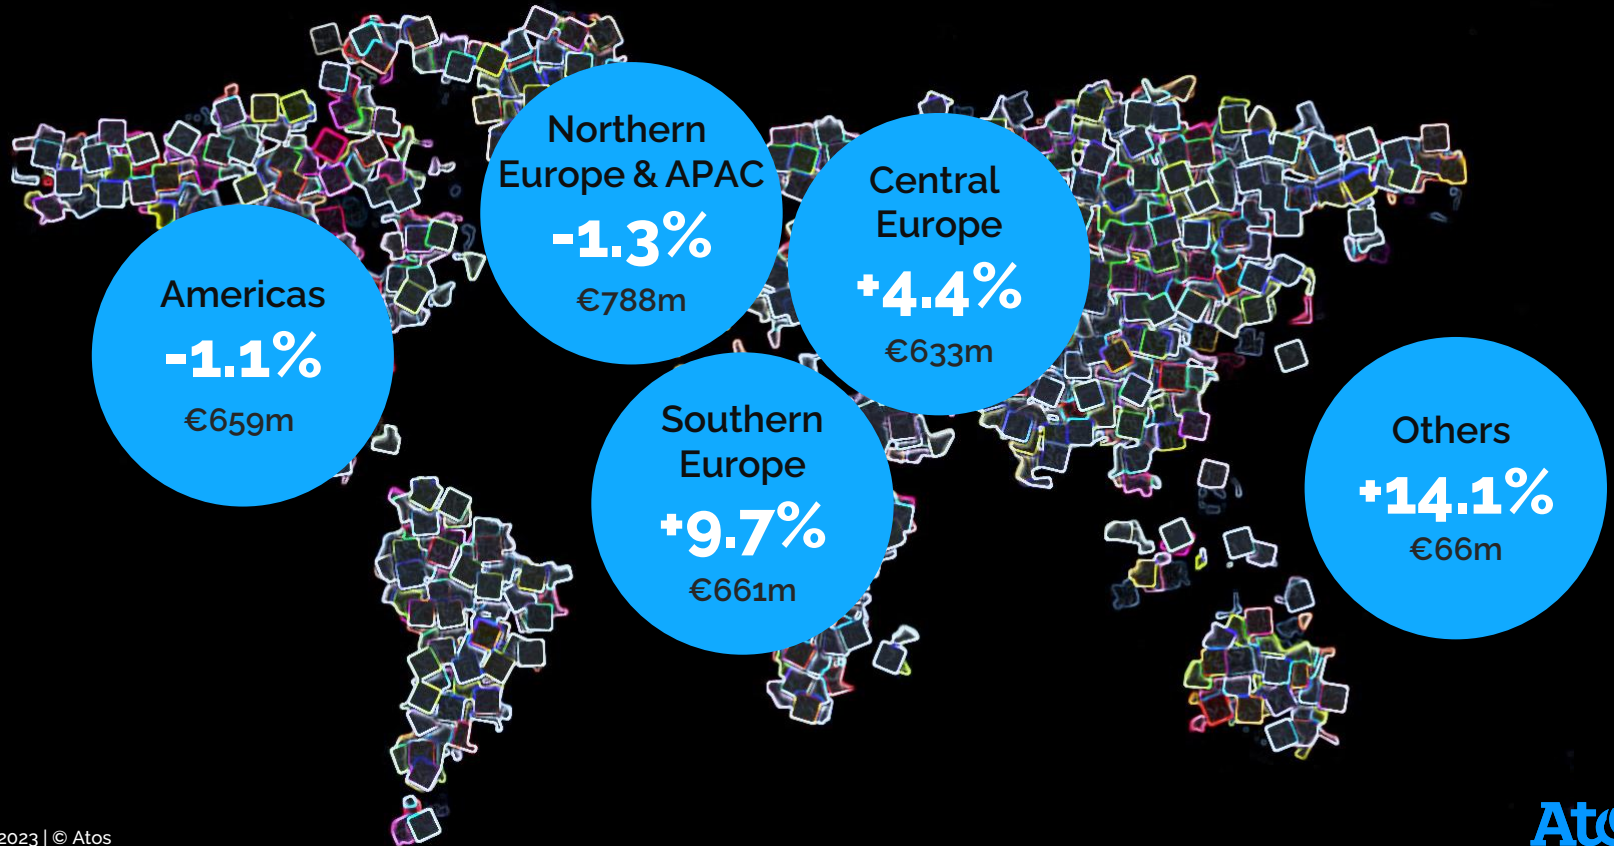 Northern
Europe & APAC
-1.3%
€788m
Central
Europe
+4.4%
€633m
Americas
-1.1%
€659m
Southern
Europe
+9.7%
€661m
Others
+14.1%
€66m
2023 | © Atos